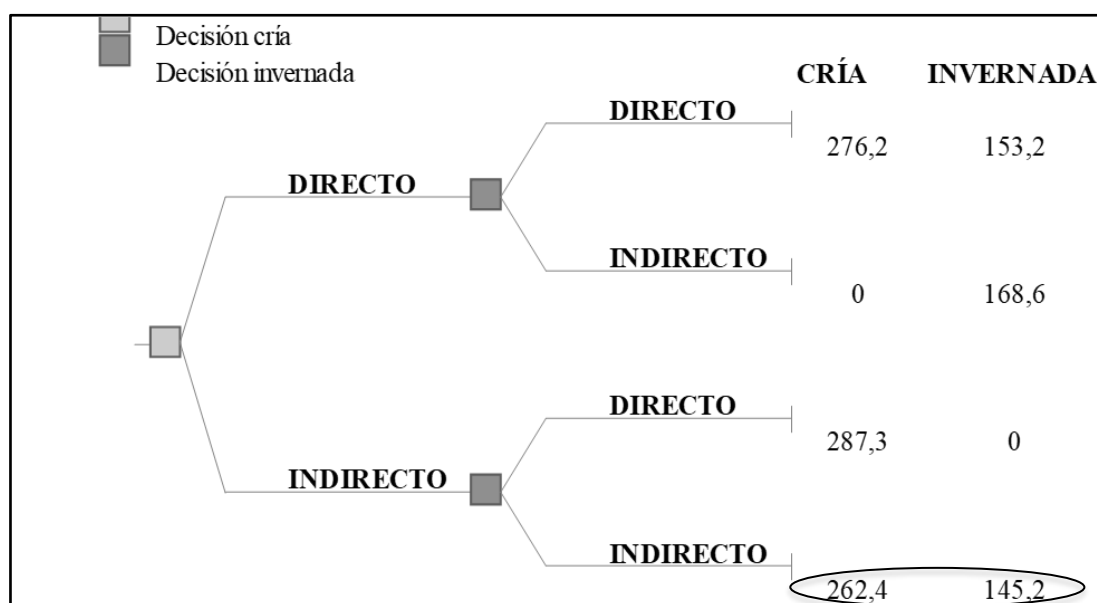 Decisión cría
Decisión invernada
CRÍA INVERNADA
DIRECTO
276,2 153,2
DIRECTO
INDIRECTO
0 168,6
DIRECTO
287,3 0
INDIRECTO
INDIRECTO
262,4 145,2